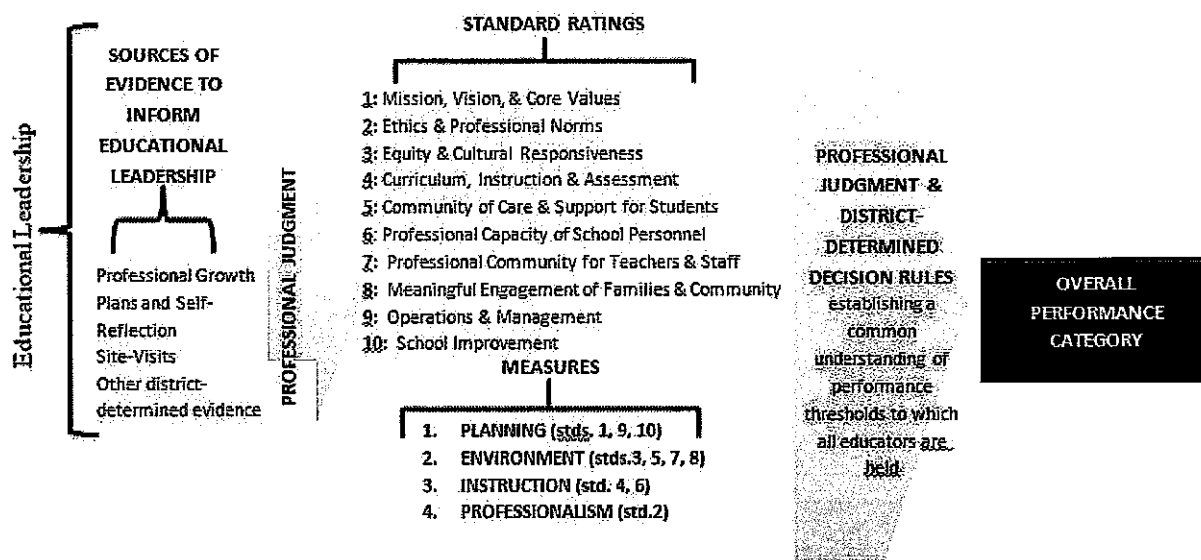 Educational Leadership
SOURCES OF
EVIDENCE TO
INFORM
EDUCATIONAL
LEADERSHIP
Professional Growth
Plans and Self-
Reflection
Site-Visits
Other district-
determined evidence
PROFESSIONAL JUDGMENT
STANDARD RATINGS
1: Mission, Vision, & Core Values
2: Ethics & Professional Norms
3: Equity & Cultural Responsiveness
4: Curriculum, Instruction & Assessment
5: Community of Care & Support for Students
6: Professional Capacity of School Personnel
7: Professional Community for Teachers & Staff
8: Meaningful Engagement of Families & Community
9: Operations & Management
10: School Improvement
MEASURES
1. PLANNING (stds. 1, 9, 10)
2. ENVIRONMENT (stds.3, 5, 7, 8)
3. INSTRUCTION (std. 4, 6)
4. PROFESSIONALISM (std.2)
PROFESSIONAL
JUDGMENT &
DISTRICT-
DETERMINED
DECISION RULES
establishing a
common
understanding of
performance
thresholds to which
all educators are
held.
OVERALL
PERFORMANCE
CATEGORY